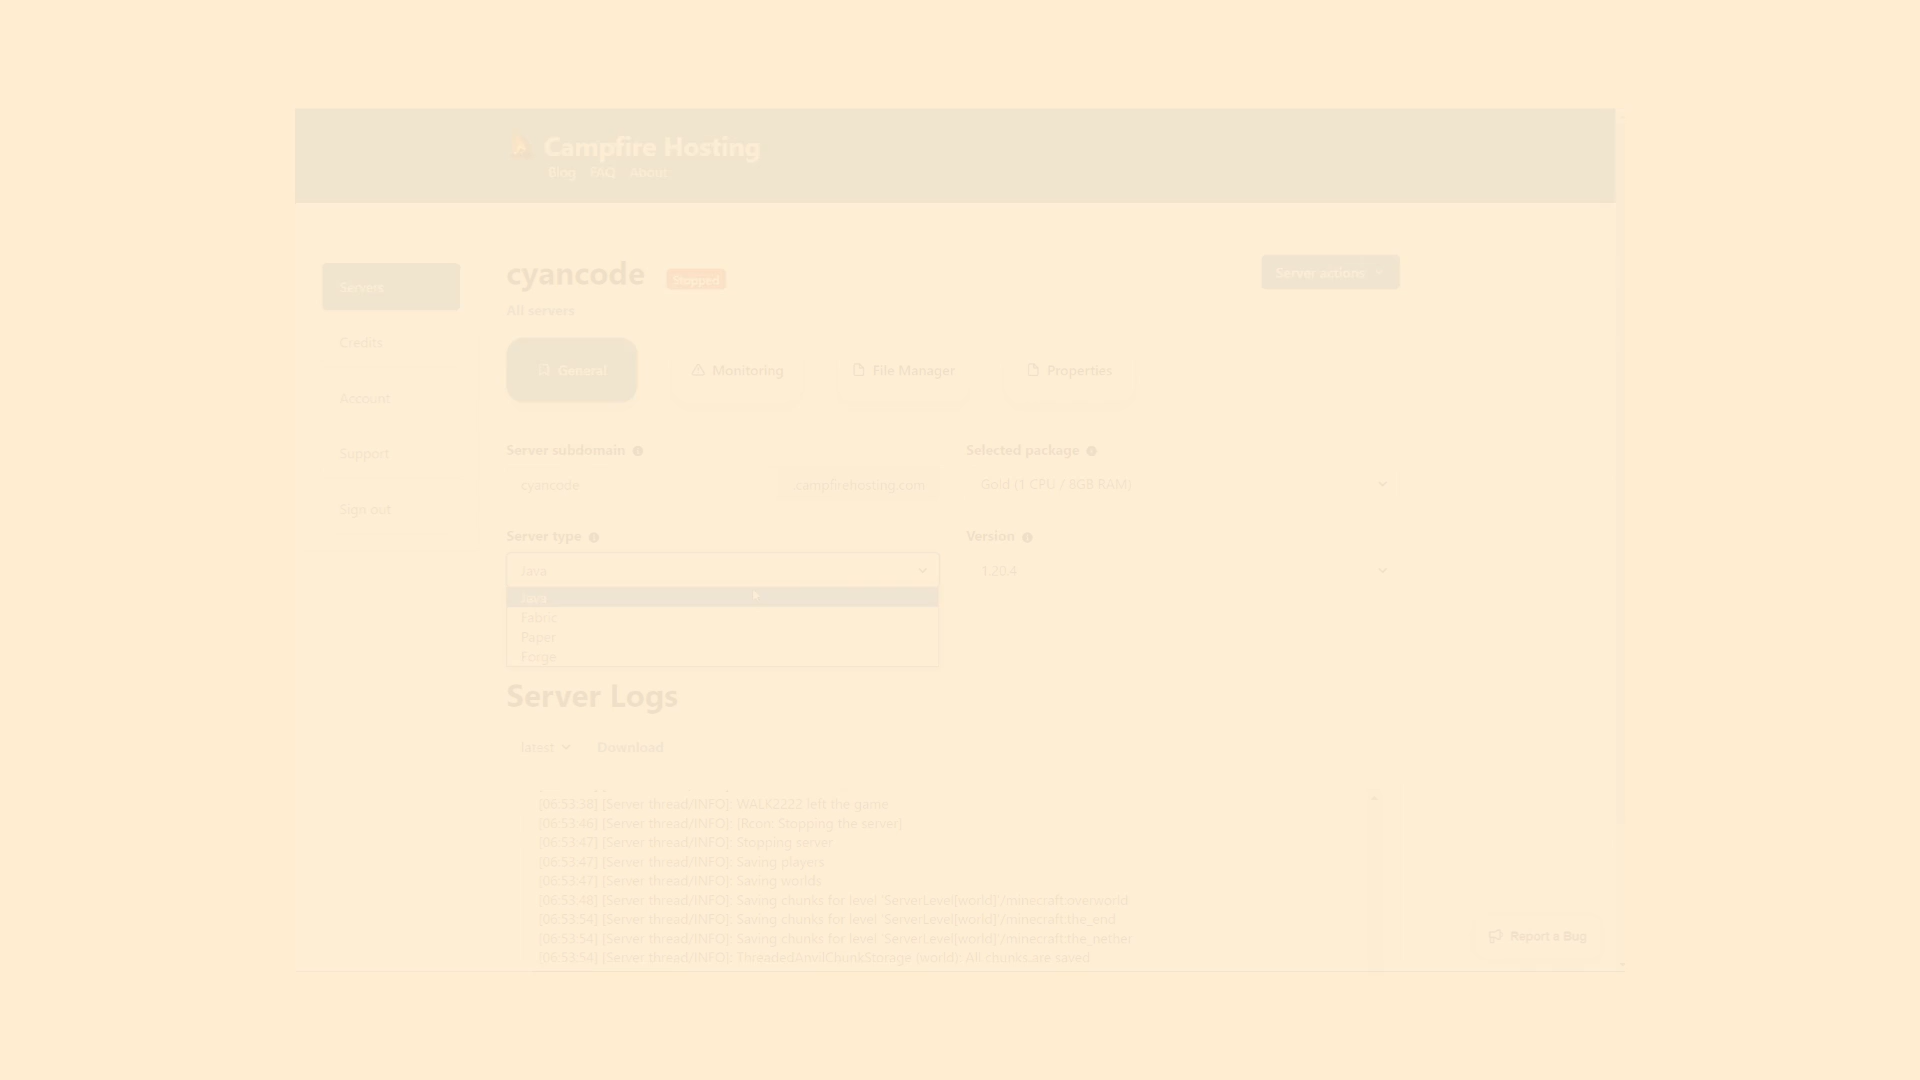 Campfire Hosting
Blog FAQ About
Servers
Credits
Account
Support
Sign out
cyancode Stopped
Server actions
All servers
General Monitoring File Manager Properties
Server subdomain
cyancode .campfirehosting.com
Selected package
Gold (1 CPU / 8GB RAM)
Server type
Java
Java
Fabric
Paper
Forge
Version
1.20.4
Server Logs
latest Download
[06:53:38] [Server thread/INFO]: WALK2222 left the game
[06:53:46] [Server thread/INFO]: [Rcon: Stopping the server]
[06:53:47] [Server thread/INFO]: Stopping server
[06:53:47] [Server thread/INFO]: Saving players
[06:53:47] [Server thread/INFO]: Saving worlds
[06:53:48] [Server thread/INFO]: Saving chunks for level 'ServerLevel[world]'/minecraft:overworld
[06:53:54] [Server thread/INFO]: Saving chunks for level 'ServerLevel[world]'/minecraft:the_end
[06:53:54] [Server thread/INFO]: Saving chunks for level 'ServerLevel[world]'/minecraft:the_nether
[06:53:54] [Server thread/INFO]: ThreadedAnvilChunkStorage (world): All chunks are saved
Report a Bug